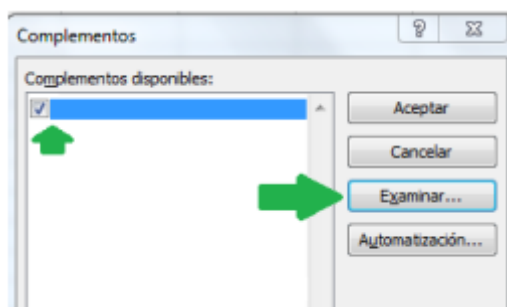 Complementos
Complementos disponibles:
Aceptar
Cancelar
Examinar...
Automatización...